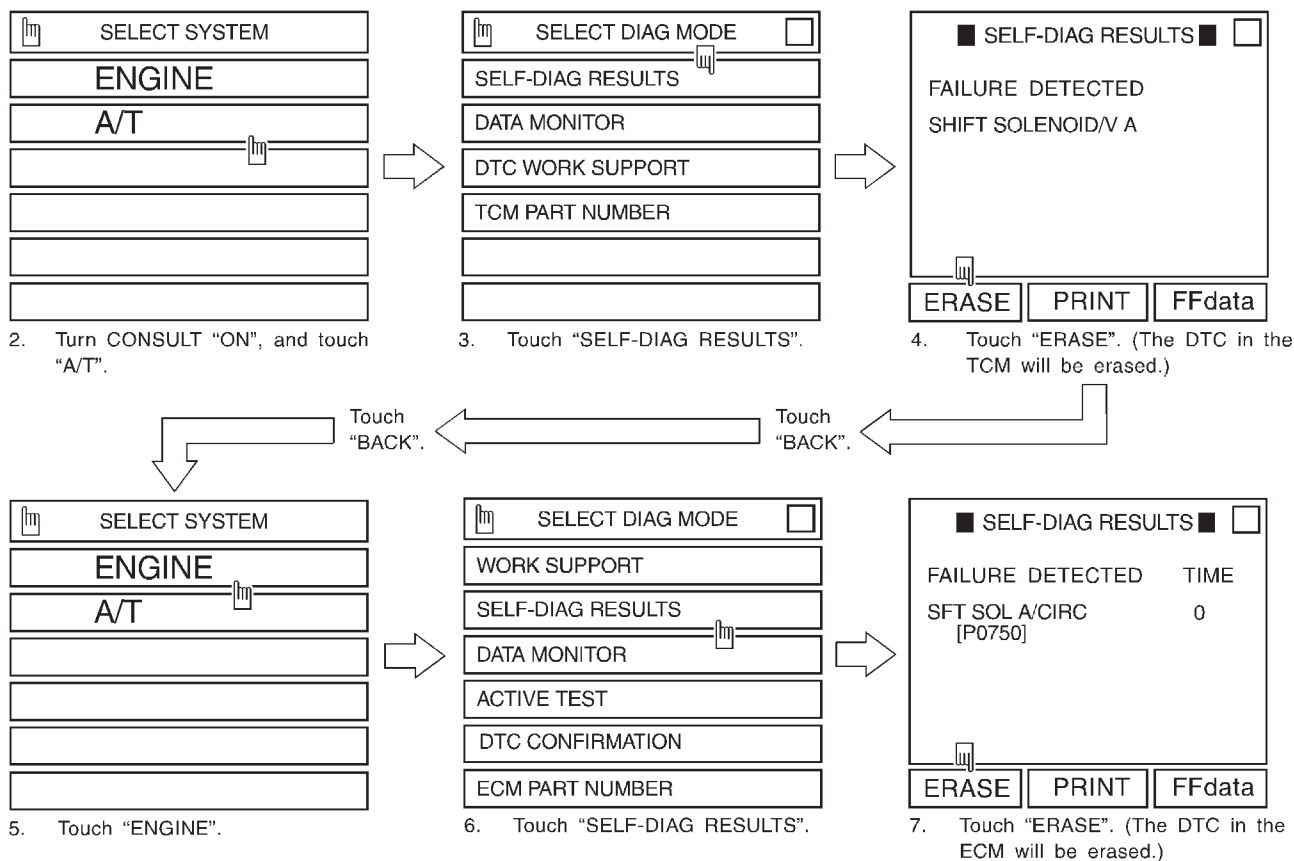 SELECT SYSTEM
ENGINE
A/T
2. Turn CONSULT “ON”, and touch
“A/T”.
SELECT DIAG MODE
SELF-DIAG RESULTS
DATA MONITOR
DTC WORK SUPPORT
TCM PART NUMBER
3. Touch “SELF-DIAG RESULTS”.
SELF-DIAG RESULTS
FAILURE DETECTED
SHIFT SOLENOID/V A
ERASE PRINT FFdata
4. Touch “ERASE”. (The DTC in the
TCM will be erased.)
Touch
“BACK”.
Touch
“BACK”.
SELECT SYSTEM
ENGINE
A/T
5. Touch “ENGINE”.
SELECT DIAG MODE
WORK SUPPORT
SELF-DIAG RESULTS
DATA MONITOR
ACTIVE TEST
DTC CONFIRMATION
ECM PART NUMBER
6. Touch “SELF-DIAG RESULTS”.
SELF-DIAG RESULTS
FAILURE DETECTED TIME
SFT SOL A/CIRC 0
[P0750]
ERASE PRINT FFdata
7. Touch “ERASE”. (The DTC in the
ECM will be erased.)